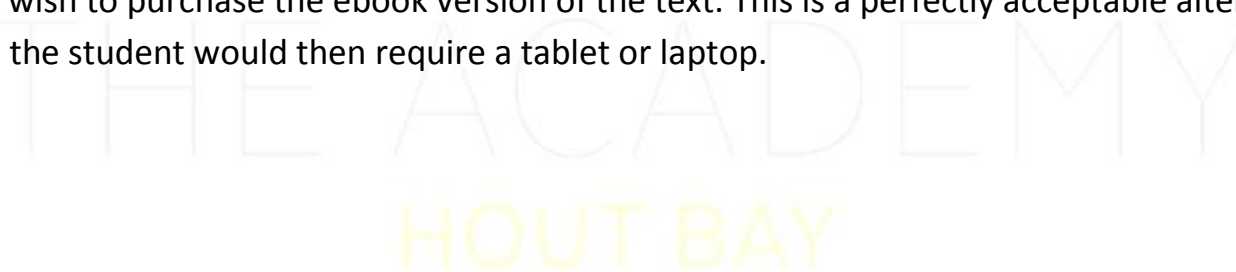 wish to purchase the ebook version of the text. This is a perfectly acceptable alte
the student would then require a tablet or laptop.
THE ACADEMY
HOUT BAY